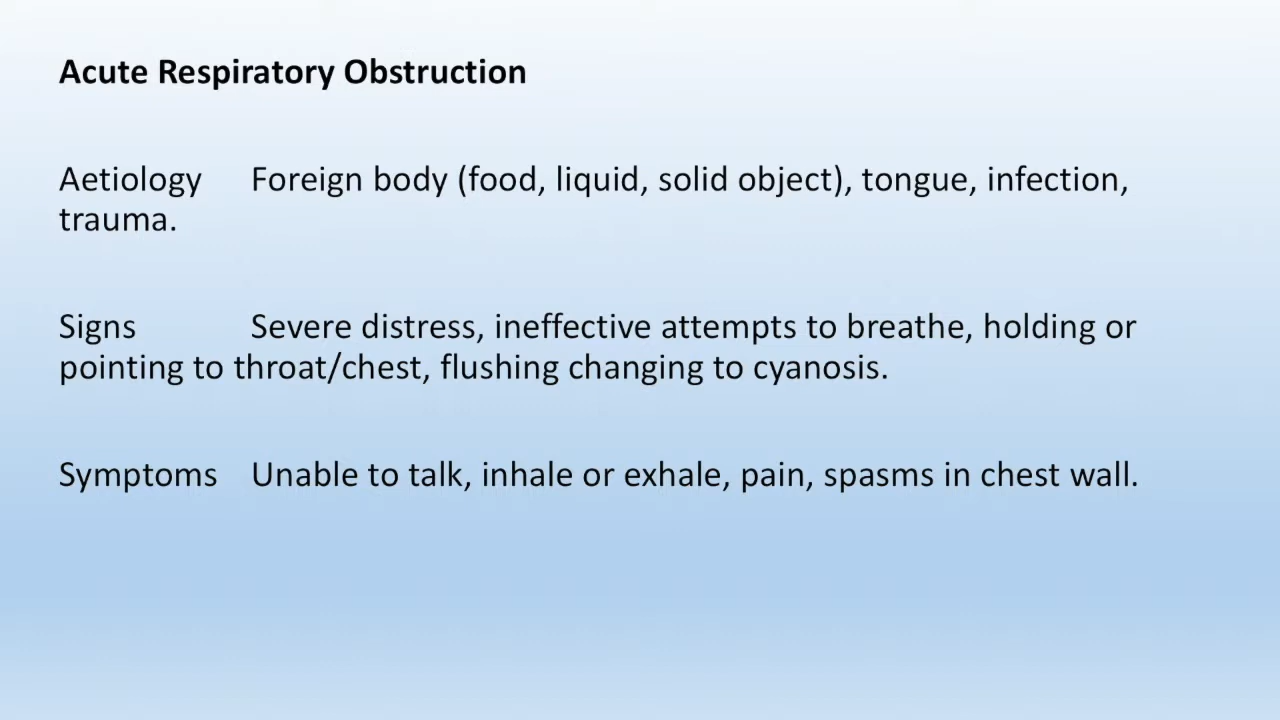 Acute Respiratory Obstruction
Aetiology Foreign body (food, liquid, solid object), tongue, infection,
trauma.
Signs Severe distress, ineffective attempts to breathe, holding or
pointing to throat/chest, flushing changing to cyanosis.
Symptoms Unable to talk, inhale or exhale, pain, spasms in chest wall.